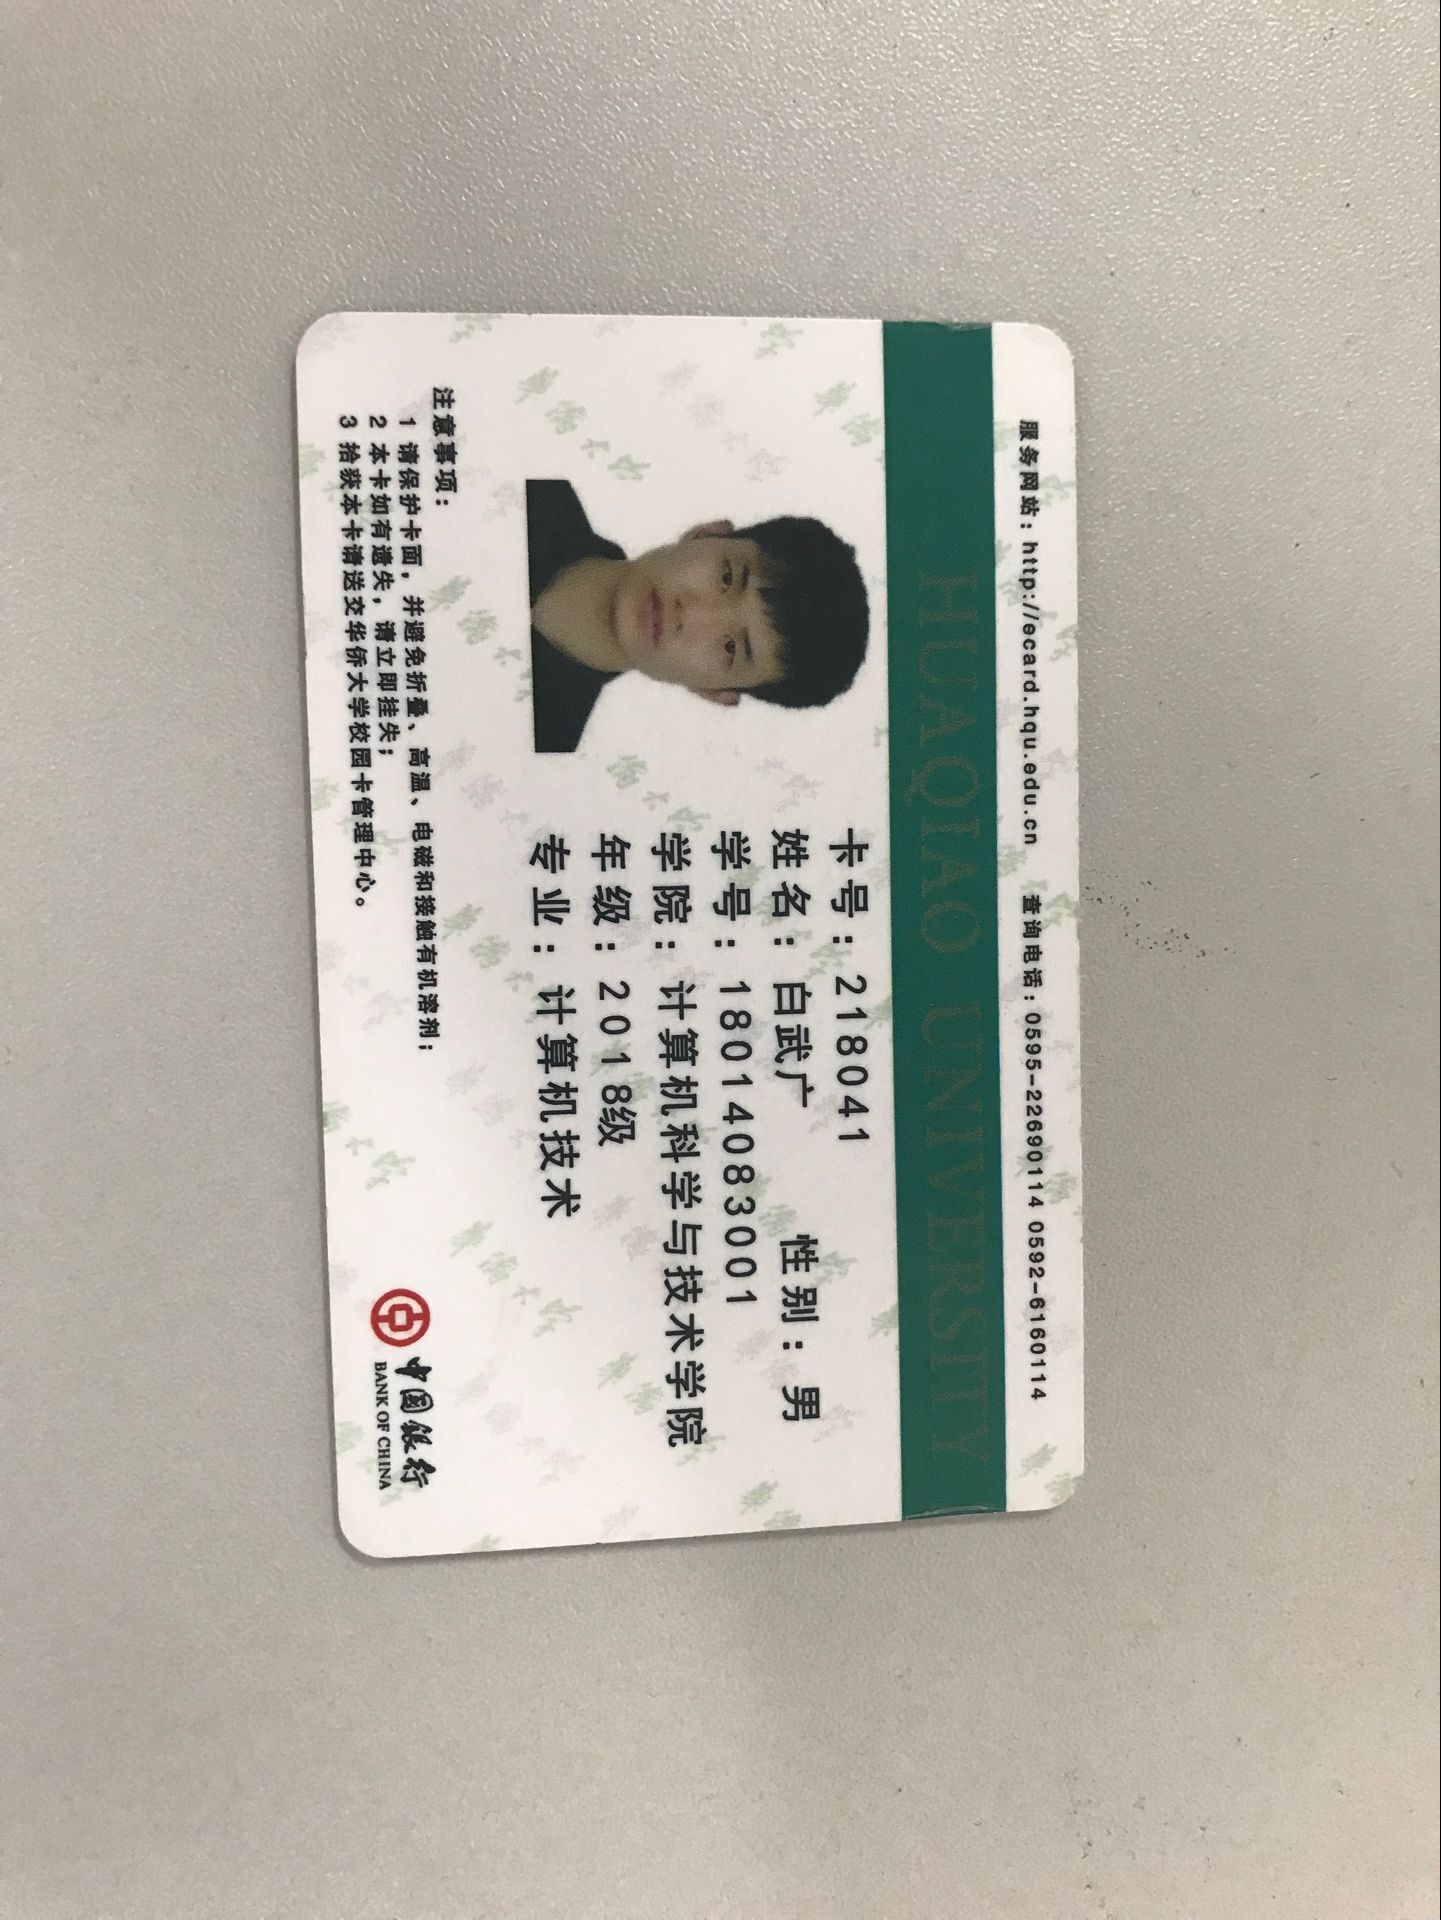 服务网站：http://ecard.hqu.edu.cn 查询电话：0595-22690114 0592-6160114
HUAQIAO UNIVERSITY
卡号：218041
姓名：白武广 性别：男
学号：18014083001
学院：计算机科学与技术学院
年级：2018级
专业：计算机技术
注意事项：
1 请保护卡面，并避免折叠、高温、电磁和接触有机溶剂；
2 本卡如有遗失，请立即挂失；
3 拾获本卡请送交华侨大学校园卡管理中心。
中国银行
BANK OF CHINA